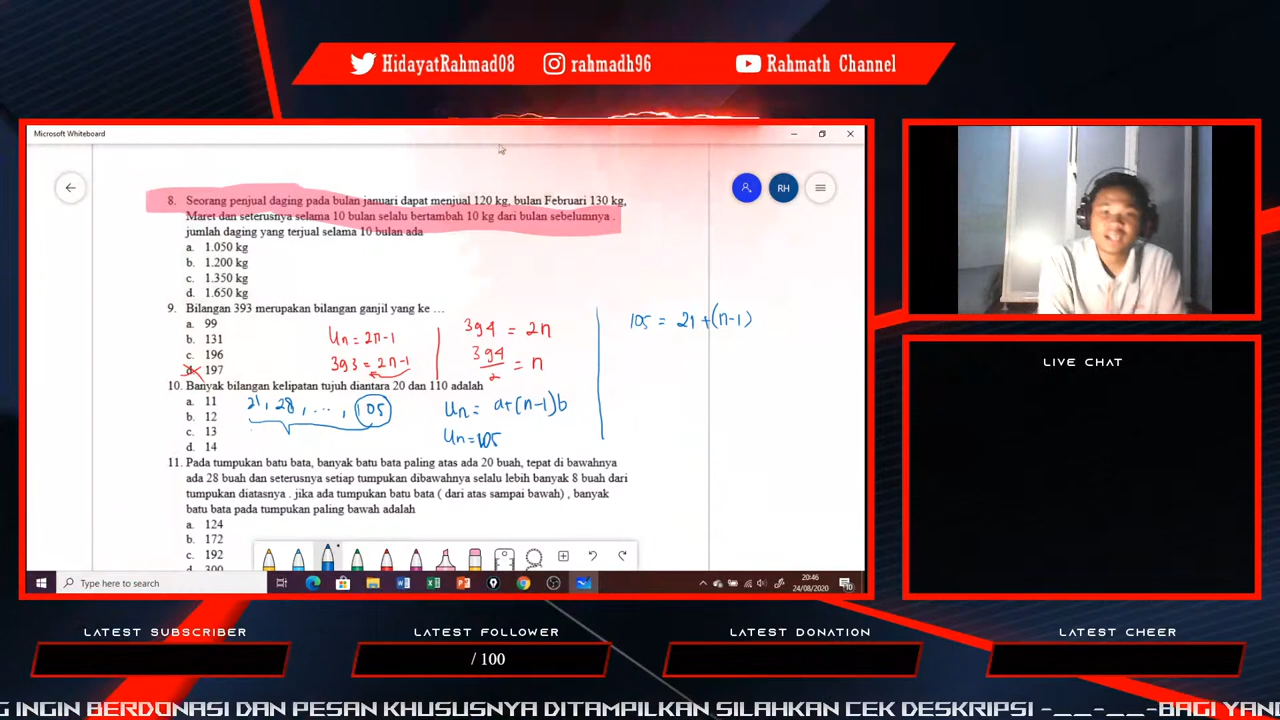 HidayatRahmad08 rahmadh96 Rahmath Channel
Microsoft Whiteboard
RH
8. Seorang penjual daging pada bulan januari dapat menjual 120 kg, bulan Februari 130 kg,
Maret dan seterusnya selama 10 bulan selalu bertambah 10 kg dari bulan sebelumnya .
jumlah daging yang terjual selama 10 bulan ada
a. 1.050 kg
b. 1.200 kg
c. 1.350 kg
d. 1.650 kg
9. Bilangan 393 merupakan bilangan ganjil yang ke …
a. 99
b. 131
c. 196
d. 197
Un = 2n-1
393 = 2n-1
394 = 2n
394/2 = n
105 = 21+(n-1)
10. Banyak bilangan kelipatan tujuh diantara 20 dan 110 adalah
a. 11
b. 12
c. 13
d. 14
21, 28, ..., 105
Un = a+(n-1)b
Un=105
11. Pada tumpukan batu bata, banyak batu bata paling atas ada 20 buah, tepat di bawahnya
ada 28 buah dan seterusnya setiap tumpukan dibawahnya selalu lebih banyak 8 buah dari
tumpukan diatasnya . jika ada tumpukan batu bata ( dari atas sampai bawah) , banyak
batu bata pada tumpukan paling bawah adalah
a. 124
b. 172
c. 192
d. 300
Type here to search
20:46
24/08/2020
10
LIVE CHAT
LATEST SUBSCRIBER
LATEST FOLLOWER
LATEST DONATION
LATEST CHEER
/ 100
INGIN BERDONASI DAN PESAN KHUSUSNYA DITAMPILKAN SILAHKAN CEK DESKRIPSI -__-__-BAGI